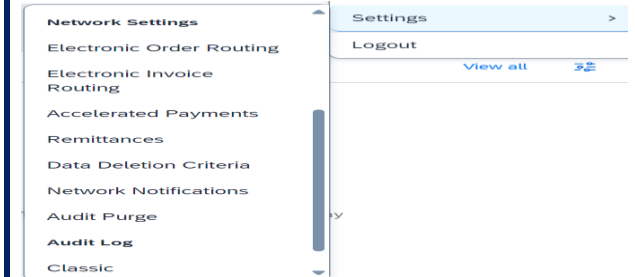 Network Settings
Electronic Order Routing
Electronic Invoice
Routing
Accelerated Payments
Remittances
Data Deletion Criteria
Network Notifications
Audit Purge
Audit Log
Classic
Settings >
Logout
View all